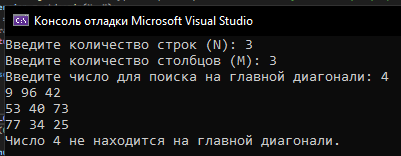 Консоль отладки Microsoft Visual Studio
Введите количество строк (N): 3
Введите количество столбцов (M): 3
Введите число для поиска на главной диагонали: 4
9 96 42
53 40 73
77 34 25
Число 4 не находится на главной диагонали.